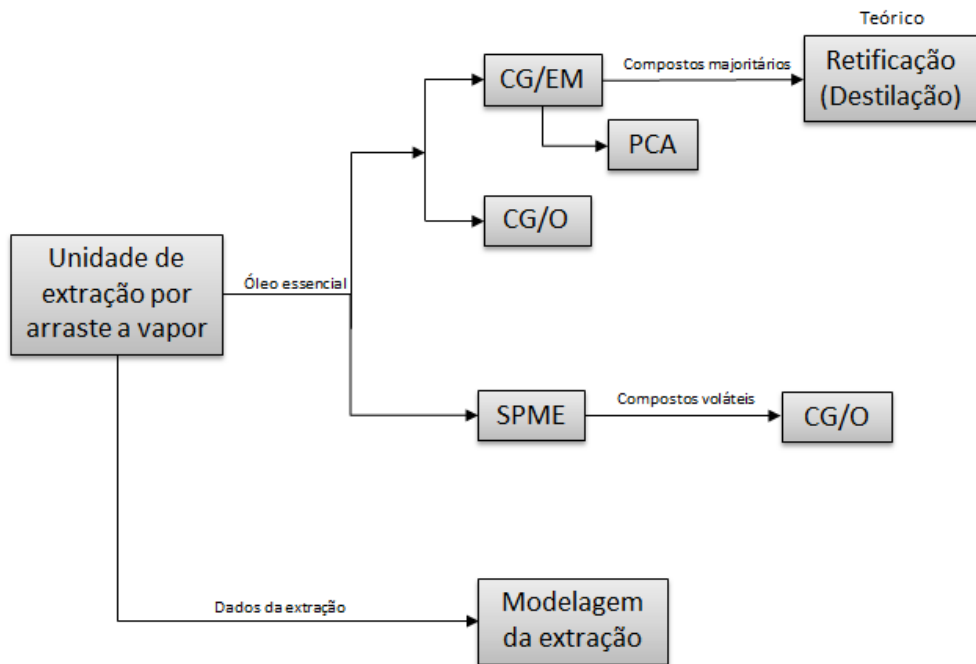 Teórico
CG/EM
Compostos majoritários
Retificação
(Destilação)
PCA
CG/O
Unidade de
extração por
arraste a vapor
Óleo essencial
SPME
Compostos voláteis
CG/O
Dados da extração
Modelagem
da extração